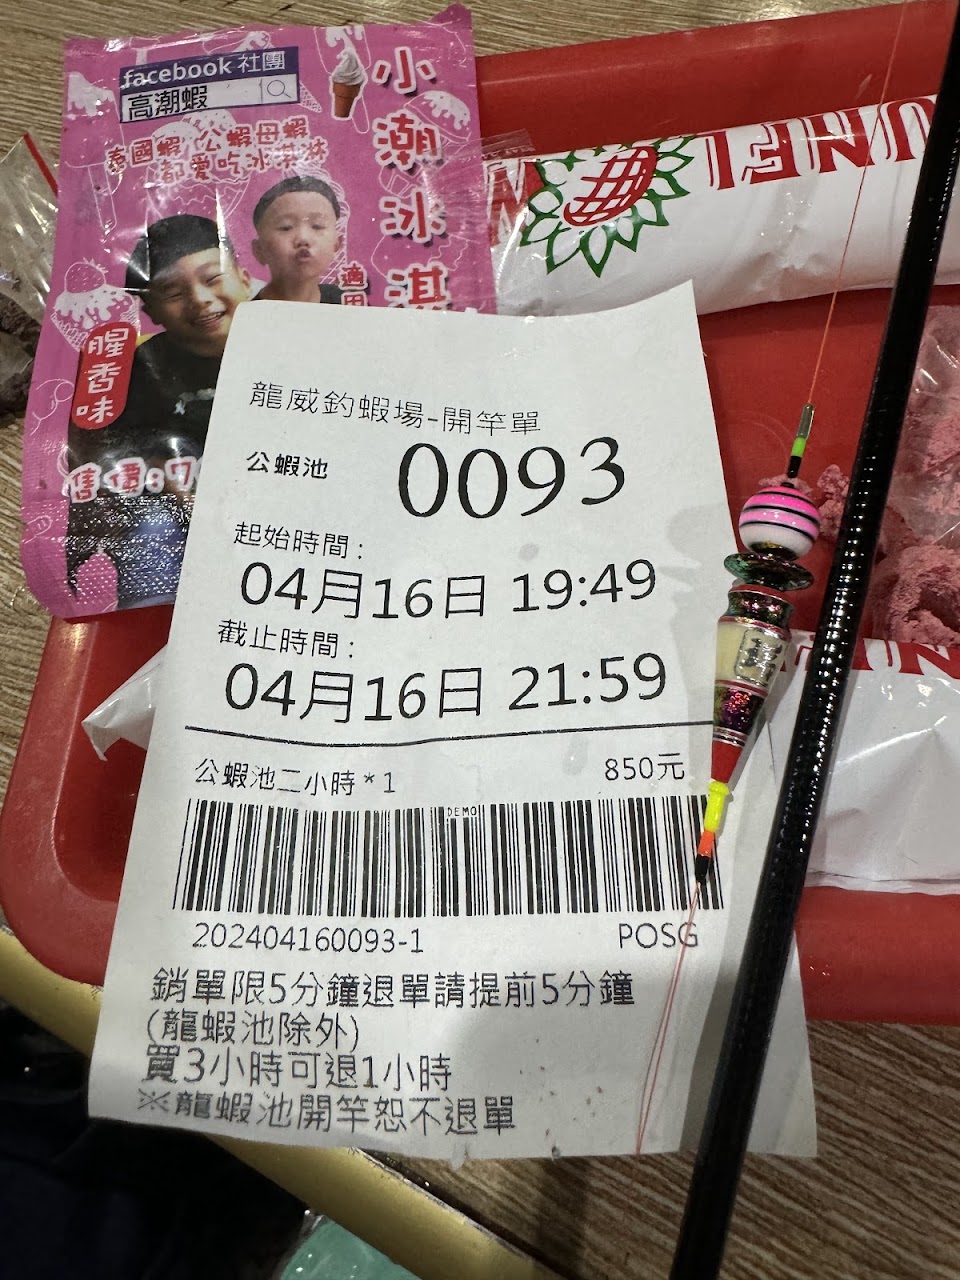 facebook 社團
高潮蝦
泰國蝦 公蝦母蝦
都愛吃冰淇淋
小潮冰淇
適用
腥香味
售價:7
龍威釣蝦場-開竿單
公蝦池
0093
起始時間:
04月16日 19:49
截止時間:
04月16日 21:59
公蝦池二小時*1
850元
DEMO
202404160093-1
POSG
銷單限5分鐘退單請提前5分鐘
(龍蝦池除外)
買3小時可退1小時
※龍蝦池開竿恕不退單